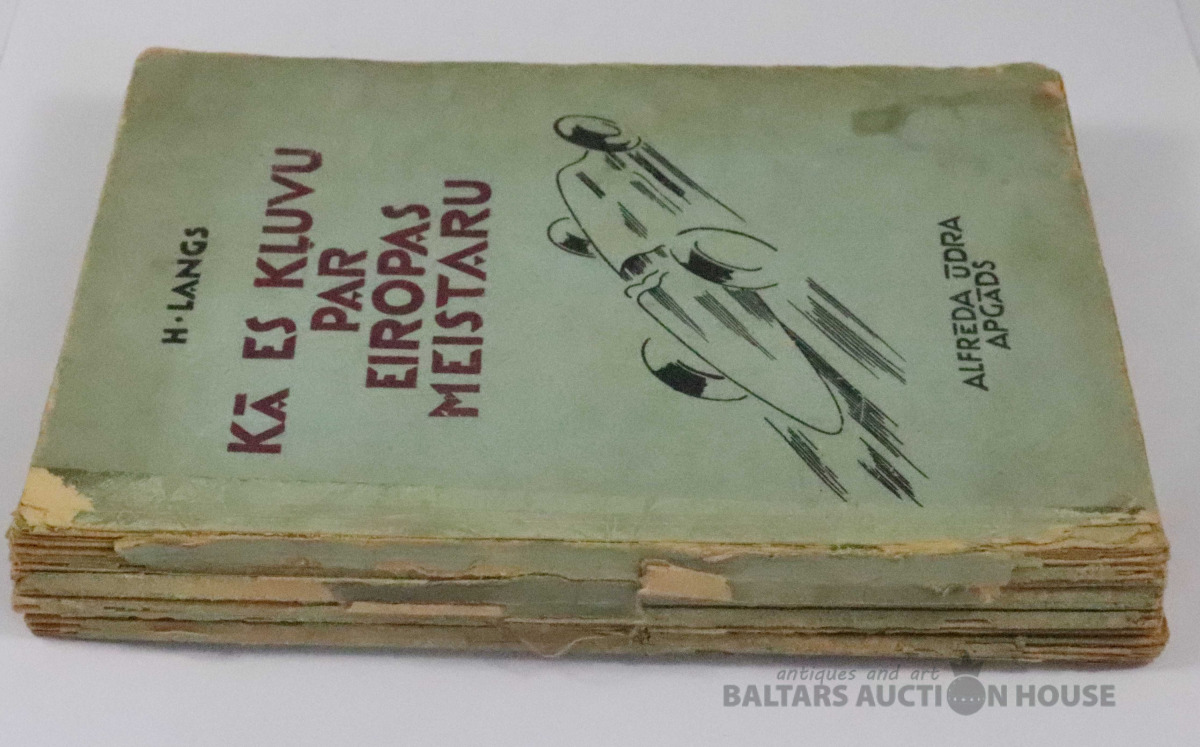 H·LANGS
KĀ ES KĻUVU
PAR
EIROPAS
MEISTARU
ALFRĒDA ŪDRA
APGĀDS
antiques and art
BALTARS AUCTION HOUSE